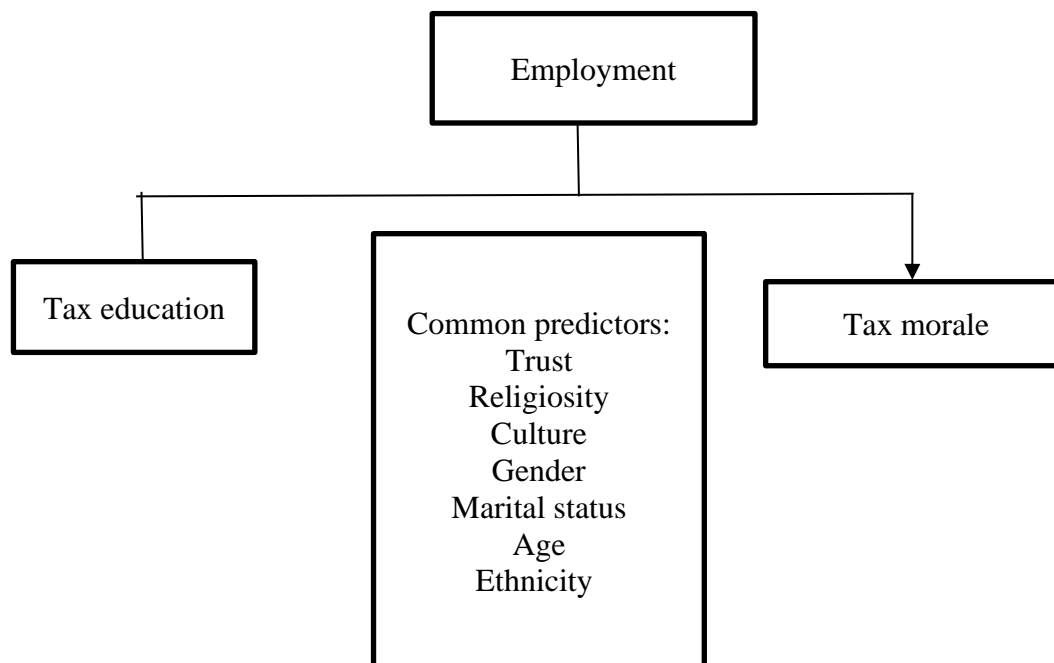 Employment
Tax education
Common predictors:
Trust
Religiosity
Culture
Gender
Marital status
Age
Ethnicity
Tax morale